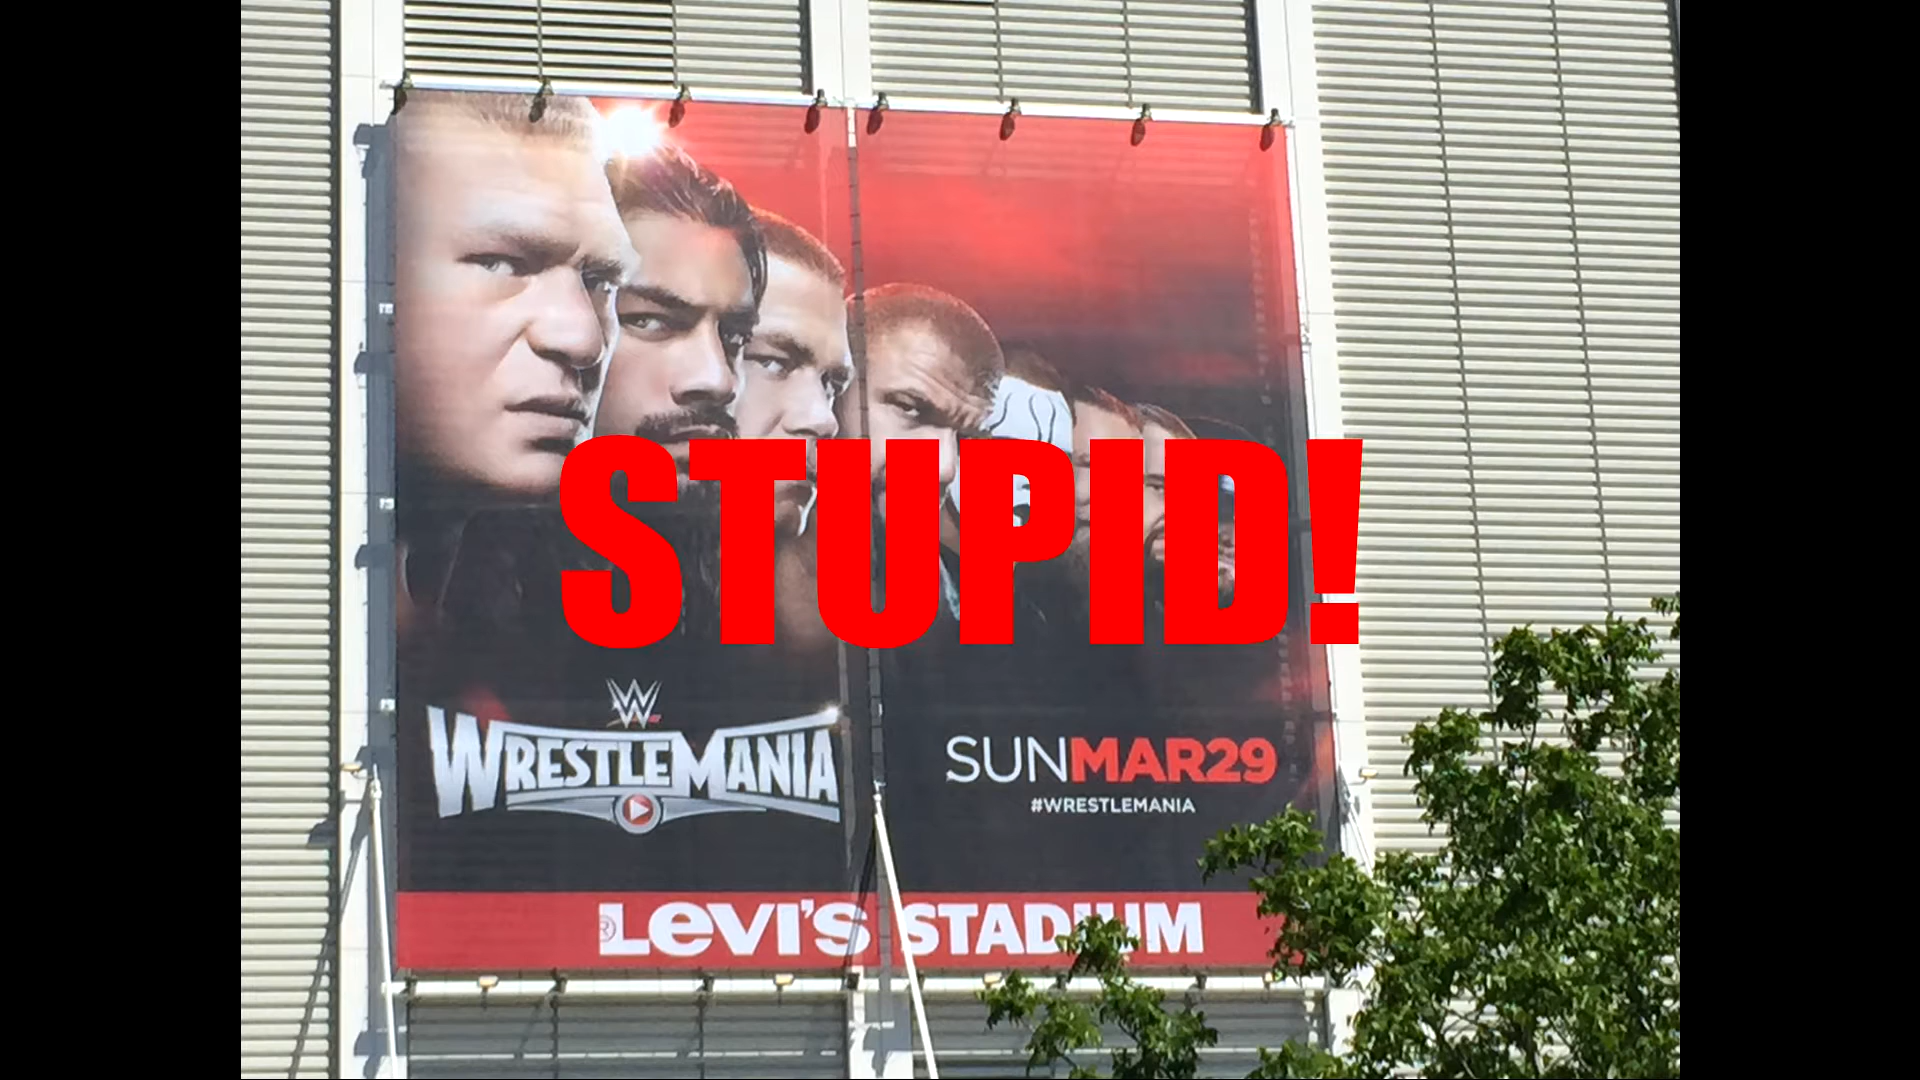 STUPID!
W
WRESTLEMANIA
SUNMAR29
#WRESTLEMANIA
LEVI'S STADIUM